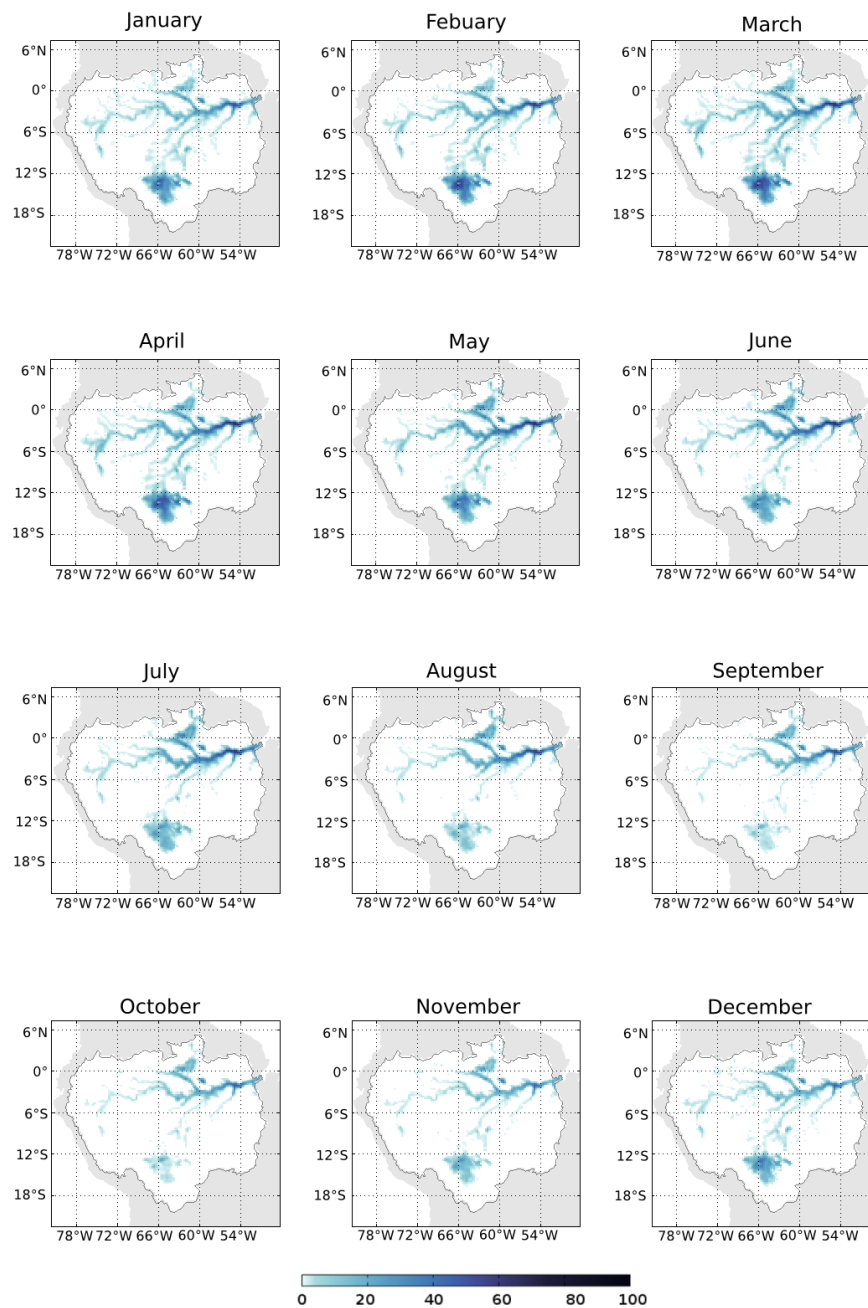 January Febuary March
6°N 6°N 6°N
0° 0° 0°
6°S 6°S 6°S
12°S 12°S 12°S
18°S 18°S 18°S
78°W 72°W 66°W 60°W 54°W 78°W 72°W 66°W 60°W 54°W 78°W 72°W 66°W 60°W 54°W
April May June
6°N 6°N 6°N
0° 0° 0°
6°S 6°S 6°S
12°S 12°S 12°S
18°S 18°S 18°S
78°W 72°W 66°W 60°W 54°W 78°W 72°W 66°W 60°W 54°W 78°W 72°W 66°W 60°W 54°W
July August September
6°N 6°N 6°N
0° 0° 0°
6°S 6°S 6°S
12°S 12°S 12°S
18°S 18°S 18°S
78°W 72°W 66°W 60°W 54°W 78°W 72°W 66°W 60°W 54°W 78°W 72°W 66°W 60°W 54°W
October November December
6°N 6°N 6°N
0° 0° 0°
6°S 6°S 6°S
12°S 12°S 12°S
18°S 18°S 18°S
78°W 72°W 66°W 60°W 54°W 78°W 72°W 66°W 60°W 54°W 78°W 72°W 66°W 60°W 54°W
0 20 40 60 80 100